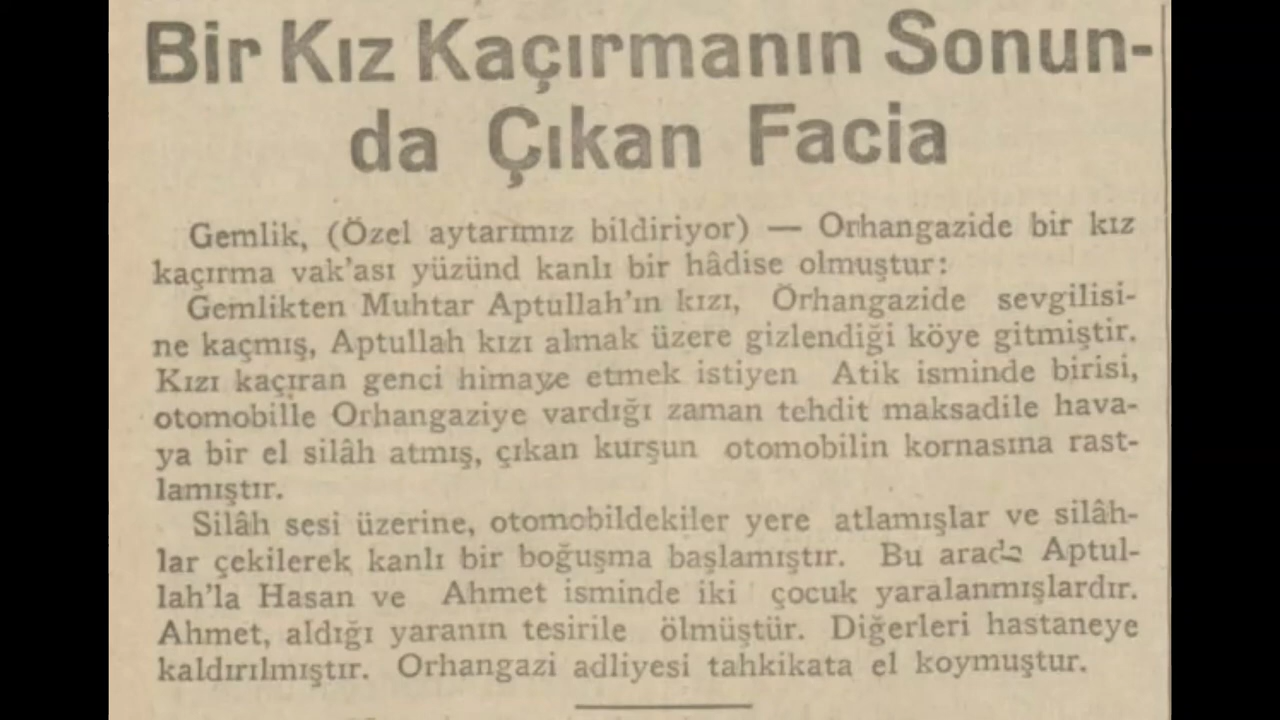 Bir Kız Kaçırmanın Sonun-
da Çıkan Facia
Gemlik, (Özel aytarımız bildiriyor) — Orhangazide bir kız
kaçırma vak'ası yüzünd kanlı bir hâdise olmuştur:
Gemlikten Muhtar Aptullah'ın kızı, Orhangazide sevgilisi-
ne kaçmış, Aptullah kızı almak üzere gizlendiği köye gitmiştir.
Kızı kaçıran genci himaye etmek istiyen Atik isminde birisi,
otomobille Orhangaziye vardığı zaman tehdit maksadile hava-
ya bir el silâh atmış, çıkan kurşun otomobilin kornasına rast-
lamıştır.
Silâh sesi üzerine, otomobildekiler yere atlamışlar ve silâh-
lar çekilerek kanlı bir boğuşma başlamıştır. Bu arada Aptul-
lah'la Hasan ve Ahmet isminde iki çocuk yaralanmışlardır.
Ahmet, aldığı yaranın tesirile ölmüştür. Diğerleri hastaneye
kaldırılmıştır. Orhangazi adliyesi tahkikata el koymuştur.